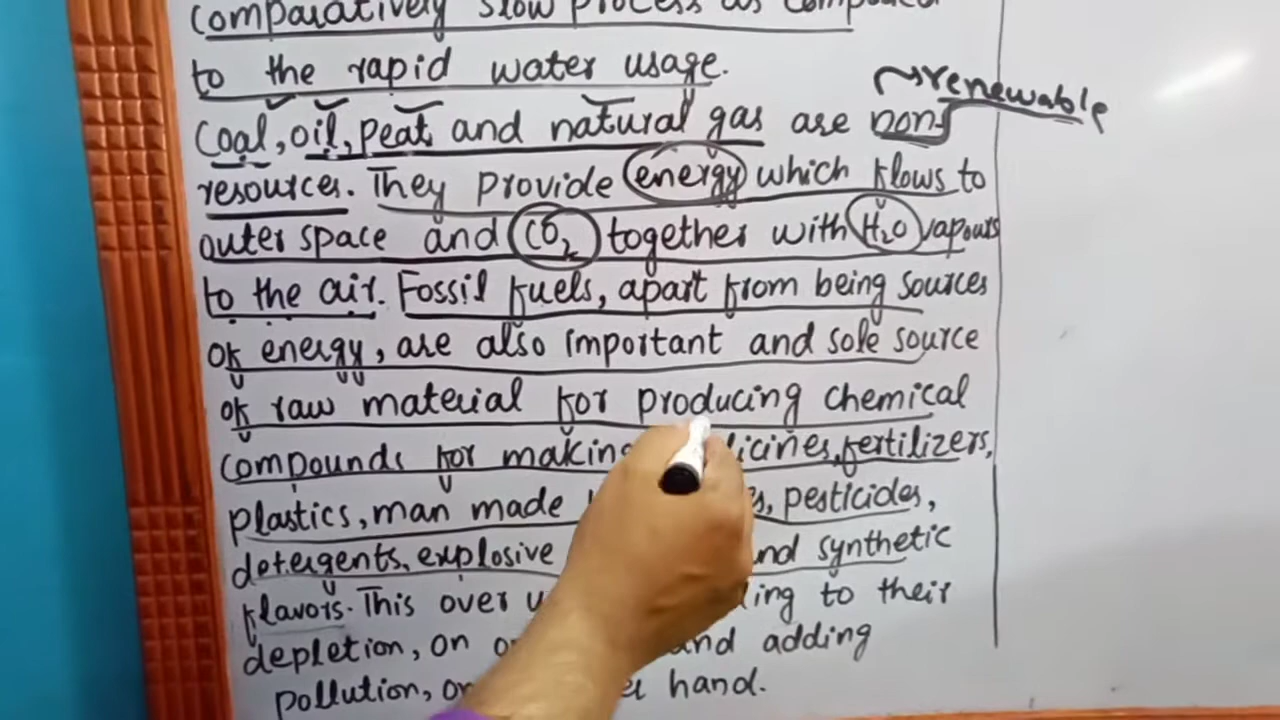 comparatively slow process as compared
to the rapid water usage.
renewable
Coal, oil, peat and natural gas are non-
resources. They provide energy which flows to
outer space and CO₂ together with H₂O vapours
to the air. Fossil fuels, apart from being sources
of energy, are also important and sole source
of raw material for producing chemical
compounds for making fertilizers,
plastics, man made pesticides,
detergents, explosive synthetic
flavors. This over to their
depletion, on and adding
pollution, hand.